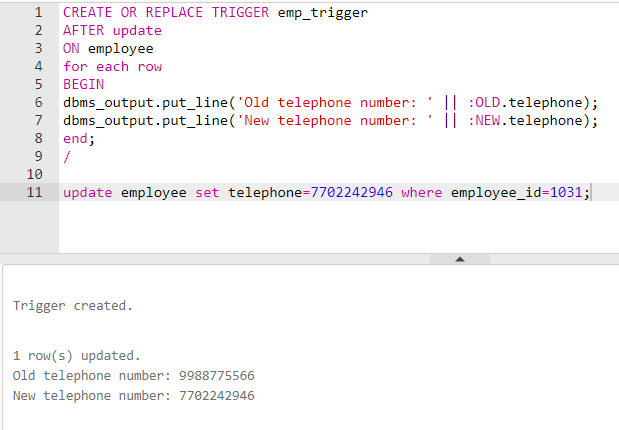 1 CREATE OR REPLACE TRIGGER emp_trigger
2 AFTER update
3 ON employee
4 for each row
5 BEGIN
6 dbms_output.put_line('Old telephone number: ' || :OLD.telephone);
7 dbms_output.put_line('New telephone number: ' || :NEW.telephone);
8 end;
9 /
10
11 update employee set telephone=7702242946 where employee_id=1031;
Trigger created.
1 row(s) updated.
Old telephone number: 9988775566
New telephone number: 7702242946